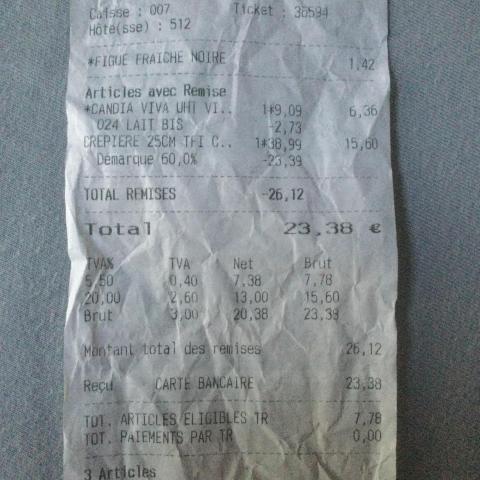 Caisse : 007 Ticket : 36594
Hôte(sse) : 512
*FIGUE FRAICHE NOIRE 1,42
Articles avec Remise
*CANDIA VIVA UHT VI.. 1*9,09 6,36
024 LAIT BIS -2,73
CREPIERE 25CM TFI C.. 1*38,99 15,60
Démarque 60,0% -23,39
TOTAL REMISES -26,12
Total 23,38 €
TVA% TVA Net Brut
5,50 0,40 7,38 7,78
20,00 2,60 13,00 15,60
Brut 3,00 20,38 23,38
Montant total des remises 26,12
Reçu CARTE BANCAIRE 23,38
TOT. ARTICLES ELIGIBLES TR 7,78
TOT. PAIEMENTS PAR TR 0,00
3 Articles